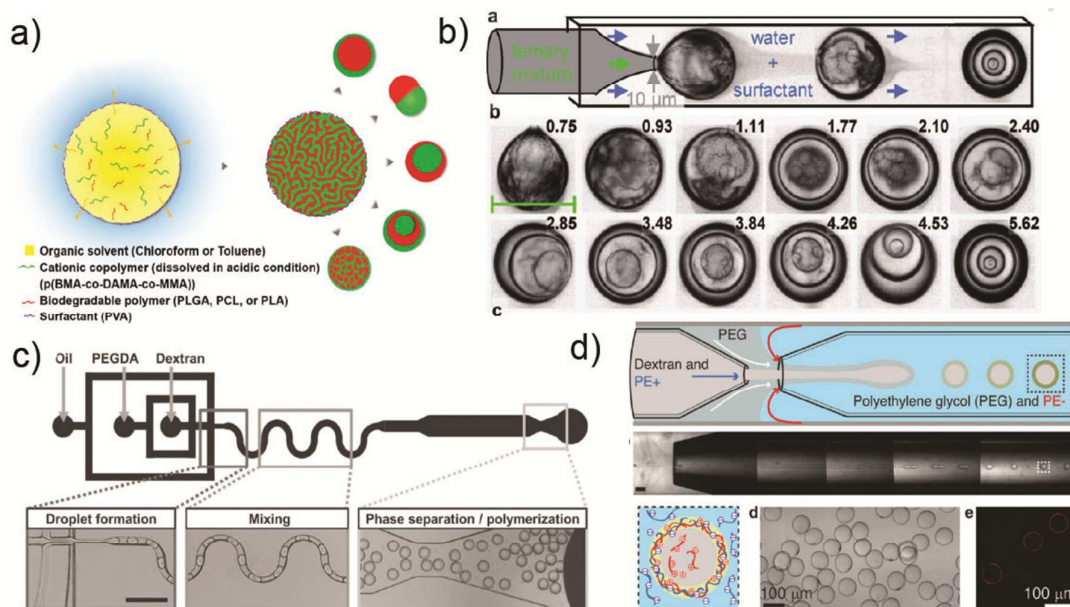 a)
Organic solvent (Chloroform or Toluene)
Cationic copolymer (dissolved in acidic condition)
(p(BMA-co-DAMA-co-MMA))
Biodegradable polymer (PLGA, PCL, or PLA)
Surfactant (PVA)
b)
a
ternary
mixture
10 µm
water
+
surfactant
b
0.75 0.93 1.11 1.77 2.10 2.40
2.85 3.48 3.84 4.26 4.53 5.62
c
c)
Oil PEGDA Dextran
Droplet formation
Mixing
Phase separation / polymerization
d)
PEG
Dextran and
PE+
Polyethylene glycol (PEG) and PE-
d
100 µm
e
100 µm